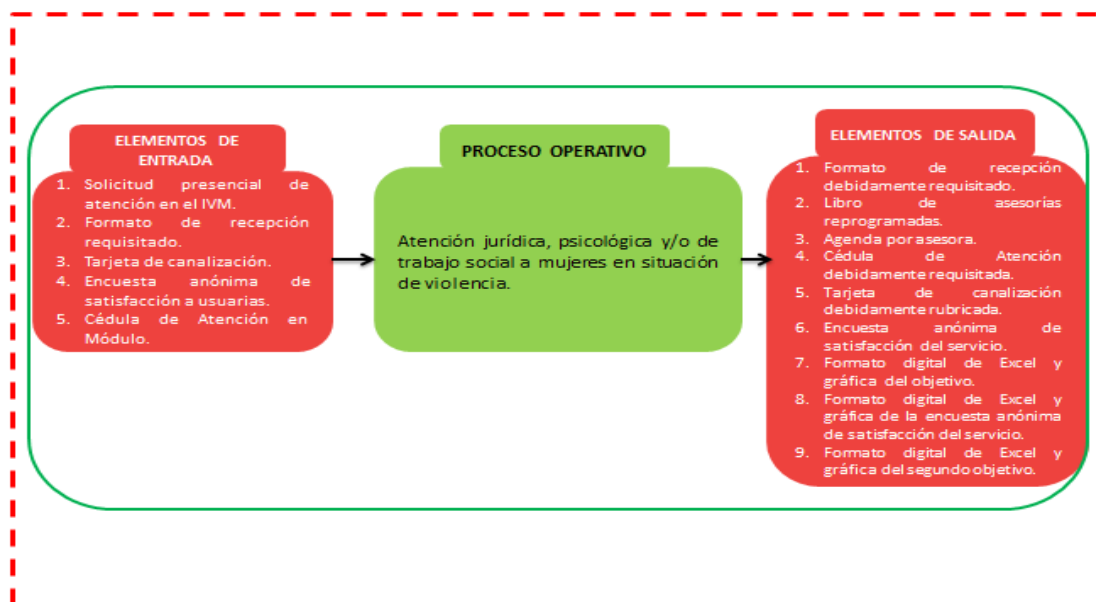 ELEMENTOS DE
ENTRADA
1. Solicitud presencial de
atención en el IVM.
2. Formato de recepción
requisitado.
3. Tarjeta de canalización.
4. Encuesta anónima de
satisfacción a usuarias.
5. Cédula de Atención en
Módulo.
PROCESO OPERATIVO
Atención jurídica, psicológica y/o de
trabajo social a mujeres en situación
de violencia.
ELEMENTOS DE SALIDA
1. Formato de recepción
debidamente requisitado.
2. Libro de asesorías
reprogramadas.
3. Agenda por asesora.
4. Cédula de Atención
debidamente requisitada.
5. Tarjeta de canalización
debidamente rubricada.
6. Encuesta anónima de
satisfacción del servicio.
7. Formato digital de Excel y
gráfica del objetivo.
8. Formato digital de Excel y
gráfica de la encuesta anónima
de satisfacción del servicio.
9. Formato digital de Excel y
gráfica del segundo objetivo.